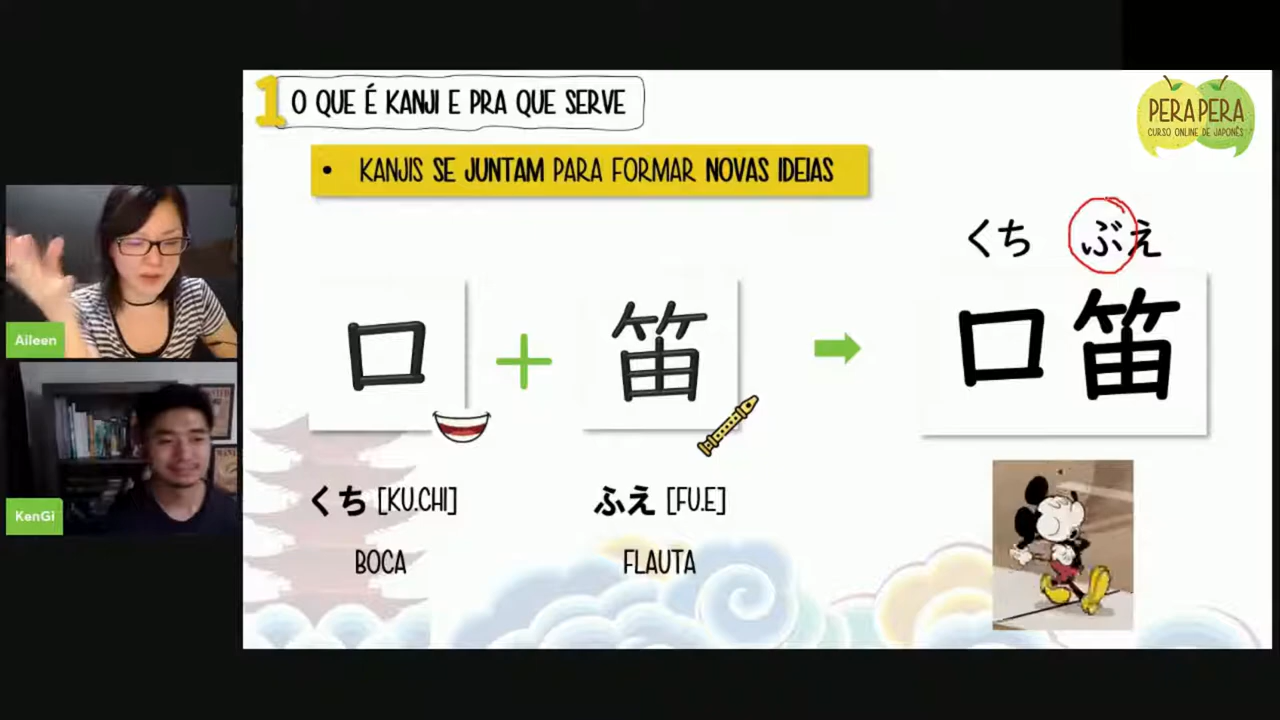 1 O QUE É KANJI E PRA QUE SERVE
PERA PERA
CURSO ONLINE DE JAPONÊS
• KANJIS SE JUNTAM PARA FORMAR NOVAS IDEIAS
くち ぶえ
口 + 笛 口笛
くち [KU.CHI] ふえ [FU.E]
BOCA FLAUTA
Aileen
KenGi